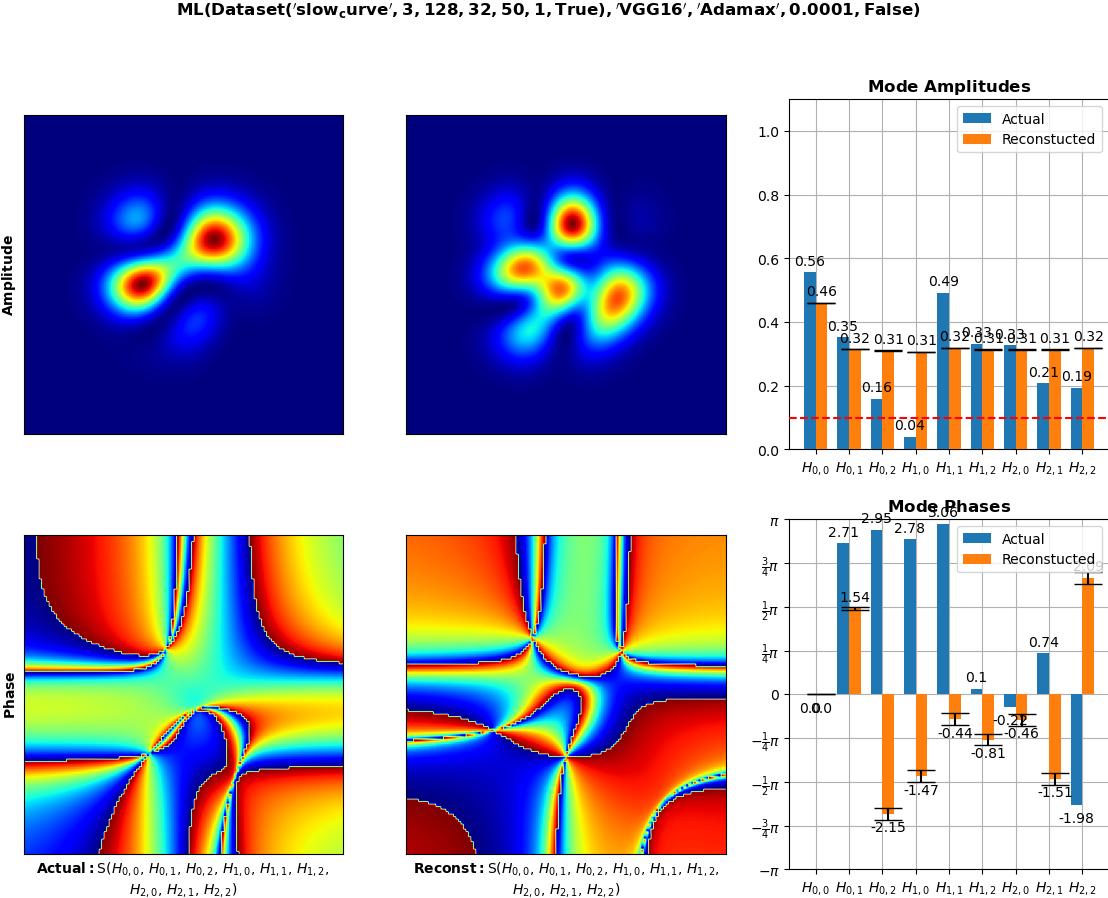 ML(Dataset('slow_curve', 3, 128, 32, 50, 1, True), 'VGG16', 'Adamax', 0.0001, False)
Amplitude
Mode Amplitudes
Actual
Reconstucted
1.0
0.8
0.6
0.4
0.2
0.0
0.56
0.46
0.35
0.32
0.16
0.31
0.04
0.31
0.49
0.32
0.33
0.31
0.33
0.31
0.21
0.31
0.19
0.32
H0,0 H0,1 H0,2 H1,0 H1,1 H1,2 H2,0 H2,1 H2,2
Phase
Actual: S(H0,0, H0,1, H0,2, H1,0, H1,1, H1,2,
H2,0, H2,1, H2,2)
Reconst: S(H0,0, H0,1, H0,2, H1,0, H1,1, H1,2,
H2,0, H2,1, H2,2)
Mode Phases
Actual
Reconstucted
π
3/4π
1/2π
1/4π
0
−1/4π
−1/2π
−3/4π
−π
0.0
0.0
2.71
1.54
2.95
-2.15
2.78
-1.47
3.06
-0.44
0.1
-0.81
-0.22
-0.46
0.74
-1.51
-1.98
2.09
H0,0 H0,1 H0,2 H1,0 H1,1 H1,2 H2,0 H2,1 H2,2